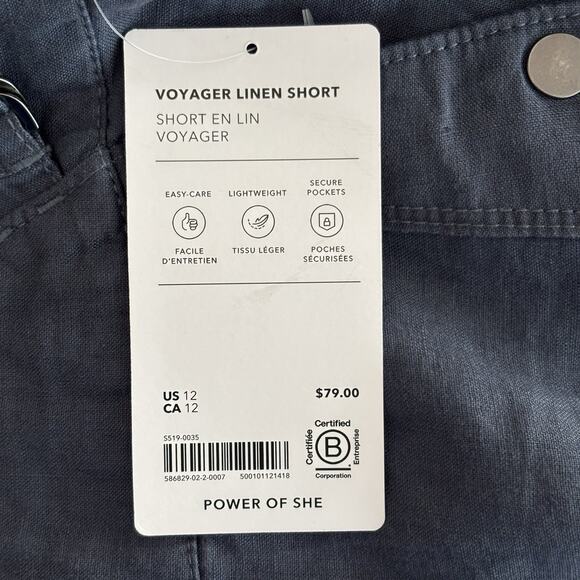 VOYAGER LINEN SHORT
SHORT EN LIN
VOYAGER
EASY-CARE
FACILE
D'ENTRETIEN
LIGHTWEIGHT
TISSU LÉGER
SECURE
POCKETS
POCHES
SÉCURISÉES
US 12
CA 12
$79.00
S519-0035
586829-02-2-0007 500101121418
Certified
Certifiée
B
Entreprise
Corporation
POWER OF SHE